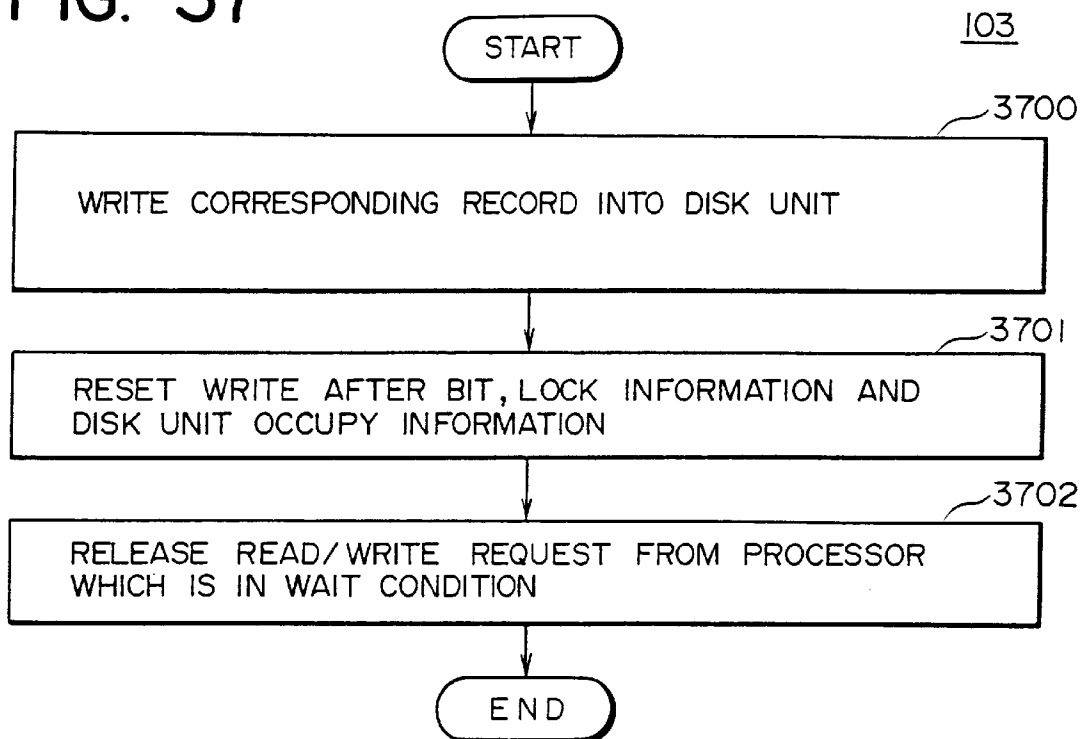 FIG. 37
103
START
3700
WRITE CORRESPONDING RECORD INTO DISK UNIT
3701
RESET WRITE AFTER BIT, LOCK INFORMATION AND
DISK UNIT OCCUPY INFORMATION
3702
RELEASE READ/WRITE REQUEST FROM PROCESSOR
WHICH IS IN WAIT CONDITION
END